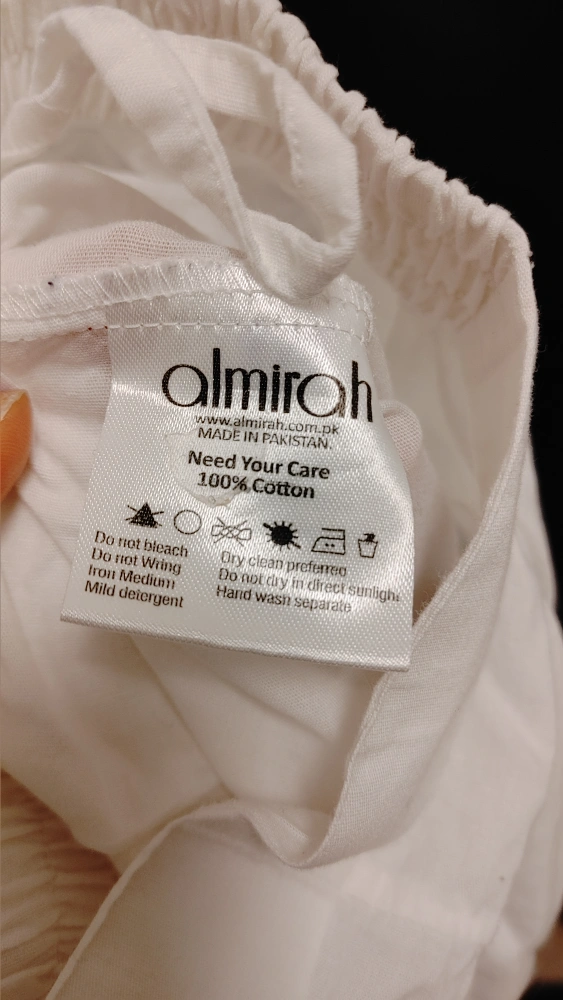 almirah
www.almirah.com.pk
MADE IN PAKISTAN.
Need Your Care
100% Cotton
Do not bleach
Do not Wring
Iron Medium
Mild detergent
Dry clean preferred
Do not dry in direct sunlight
Hand wash separate